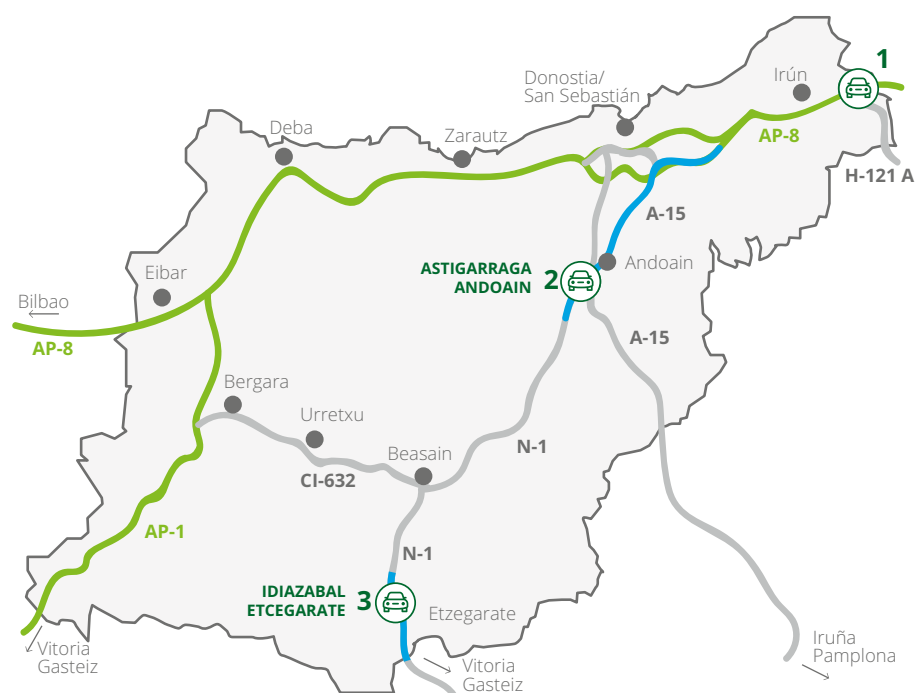 1
Irún
Donostia/
San Sebastián
AP-8
Deba
Zarautz
H-121 A
A-15
ASTIGARRAGA
ANDOAIN
2
Andoain
Eibar
Bilbao
AP-8
A-15
Bergara
Urretxu
Beasain
N-1
CI-632
AP-1
N-1
IDIAZABAL
ETCEGARATE
3
Etzegarate
Vitoria
Gasteiz
Vitoria
Gasteiz
Iruña
Pamplona